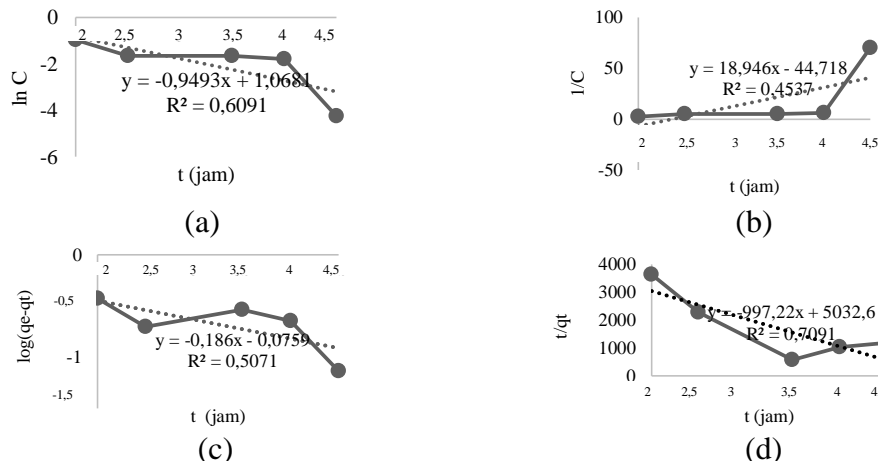 0
2 2,5 3 3,5 4 4,5
-2
-4
-6
ln C
y = -0,9493x + 1,0681
R² = 0,6091
t (jam)
(a)
100
50
0
-50
1/C
y = 18,946x - 44,718
R² = 0,4537
2 2,5 3 3,5 4 4,5
t (jam)
(b)
0
2 2,5 3 3,5 4 4,5
-0,5
-1
-1,5
log(qe-qt)
y = -0,186x - 0,0759
R² = 0,5071
t (jam)
(c)
4000
3000
2000
1000
0
t/qt
y = -997,22x + 5032,6
R² = 0,7091
2 2,5 3 3,5 4 4,5
t (jam)
(d)